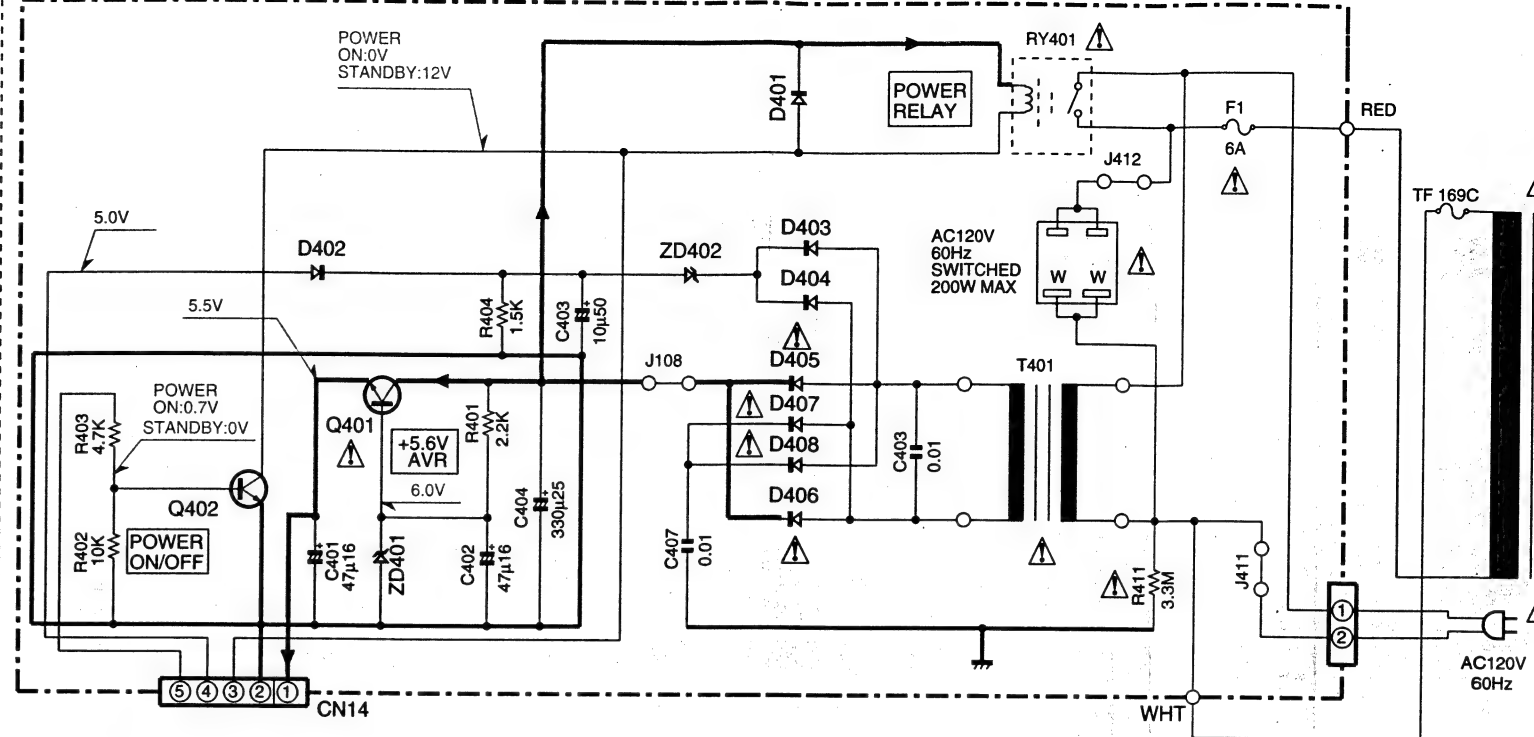 POWER
ON:0V
STANDBY:12V
RY401
D401
POWER
RELAY
F1
6A
RED
J412
TF 169C
5.0V
D402
ZD402
D403
D404
AC120V
60Hz
SWITCHED
200W MAX
W W
R404
1.5K
C403
10μ50
5.5V
J108
D405
T401
POWER
ON:0.7V
STANDBY:0V
R403
4.7K
Q401
+5.6V
AVR
R401
2.2K
D407
D408
C403
0.01
6.0V
Q402
C404
330μ25
D406
R402
10K
POWER
ON/OFF
C401
47μ16
ZD401
C402
47μ16
C407
0.01
R411
3.3M
J411
1
2
AC120V
60Hz
5 4 3 2 1
CN14
WHT